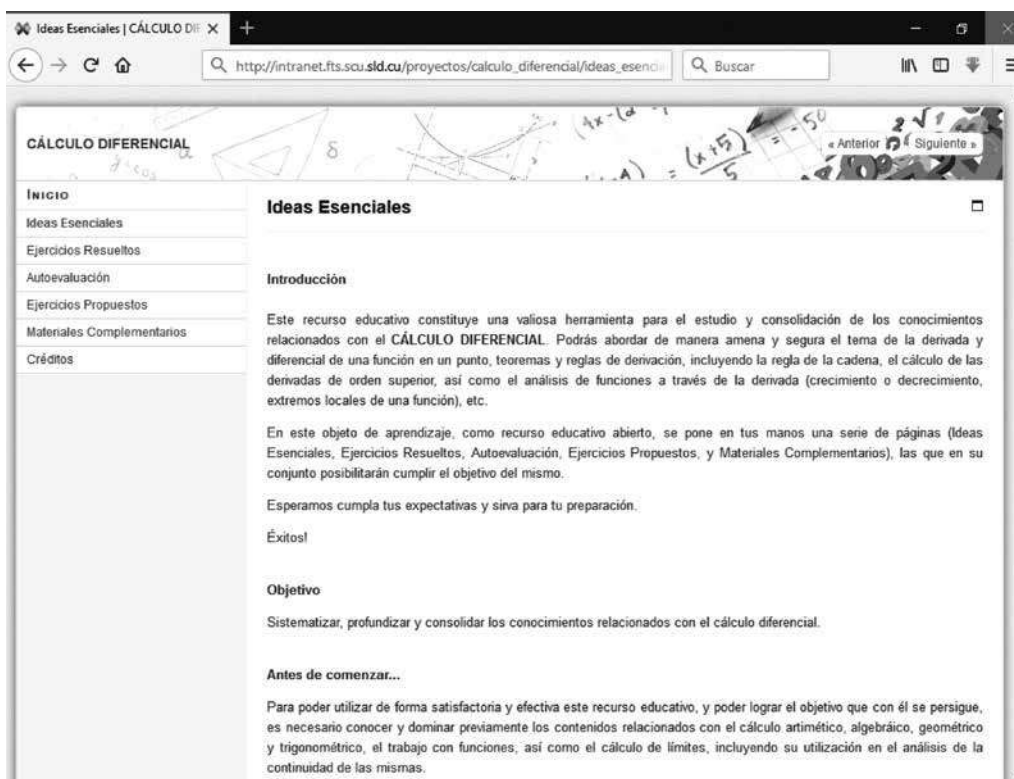 Ideas Esenciales | CÁLCULO DIF
http://intranet.fts.scu.sld.cu/proyectos/calculo_diferencial/ideas_esencia
Buscar
CÁLCULO DIFERENCIAL
« Anterior
Siguiente »
INICIO
Ideas Esenciales
Ejercicios Resueltos
Autoevaluación
Ejercicios Propuestos
Materiales Complementarios
Créditos
Ideas Esenciales
Introducción
Este recurso educativo constituye una valiosa herramienta para el estudio y consolidación de los conocimientos
relacionados con el CÁLCULO DIFERENCIAL. Podrás abordar de manera amena y segura el tema de la derivada y
diferencial de una función en un punto, teoremas y reglas de derivación, incluyendo la regla de la cadena, el cálculo de las
derivadas de orden superior, así como el análisis de funciones a través de la derivada (crecimiento o decrecimiento,
extremos locales de una función), etc.
En este objeto de aprendizaje, como recurso educativo abierto, se pone en tus manos una serie de páginas (Ideas
Esenciales, Ejercicios Resueltos, Autoevaluación, Ejercicios Propuestos, y Materiales Complementarios), las que en su
conjunto posibilitarán cumplir el objetivo del mismo.
Esperamos cumpla tus expectativas y sirva para tu preparación.
Éxitos!
Objetivo
Sistematizar, profundizar y consolidar los conocimientos relacionados con el cálculo diferencial.
Antes de comenzar...
Para poder utilizar de forma satisfactoria y efectiva este recurso educativo, y poder lograr el objetivo que con él se persigue,
es necesario conocer y dominar previamente los contenidos relacionados con el cálculo artimético, algebráico, geométrico
y trigonométrico, el trabajo con funciones, así como el cálculo de límites, incluyendo su utilización en el análisis de la
continuidad de las mismas.